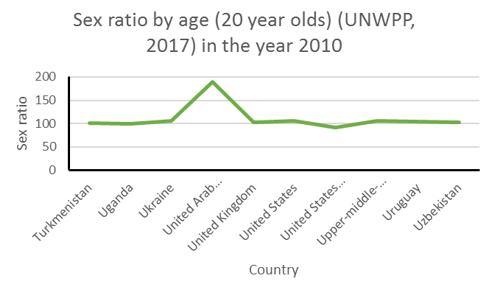 Sex ratio by age (20 year olds) (UNWPP,
2017) in the year 2010
200
150
100
50
0
Sex ratio
Turkmenistan
Uganda
Ukraine
United Arab...
United Kingdom
United States
United States...
Upper-middle-...
Uruguay
Uzbekistan
Country